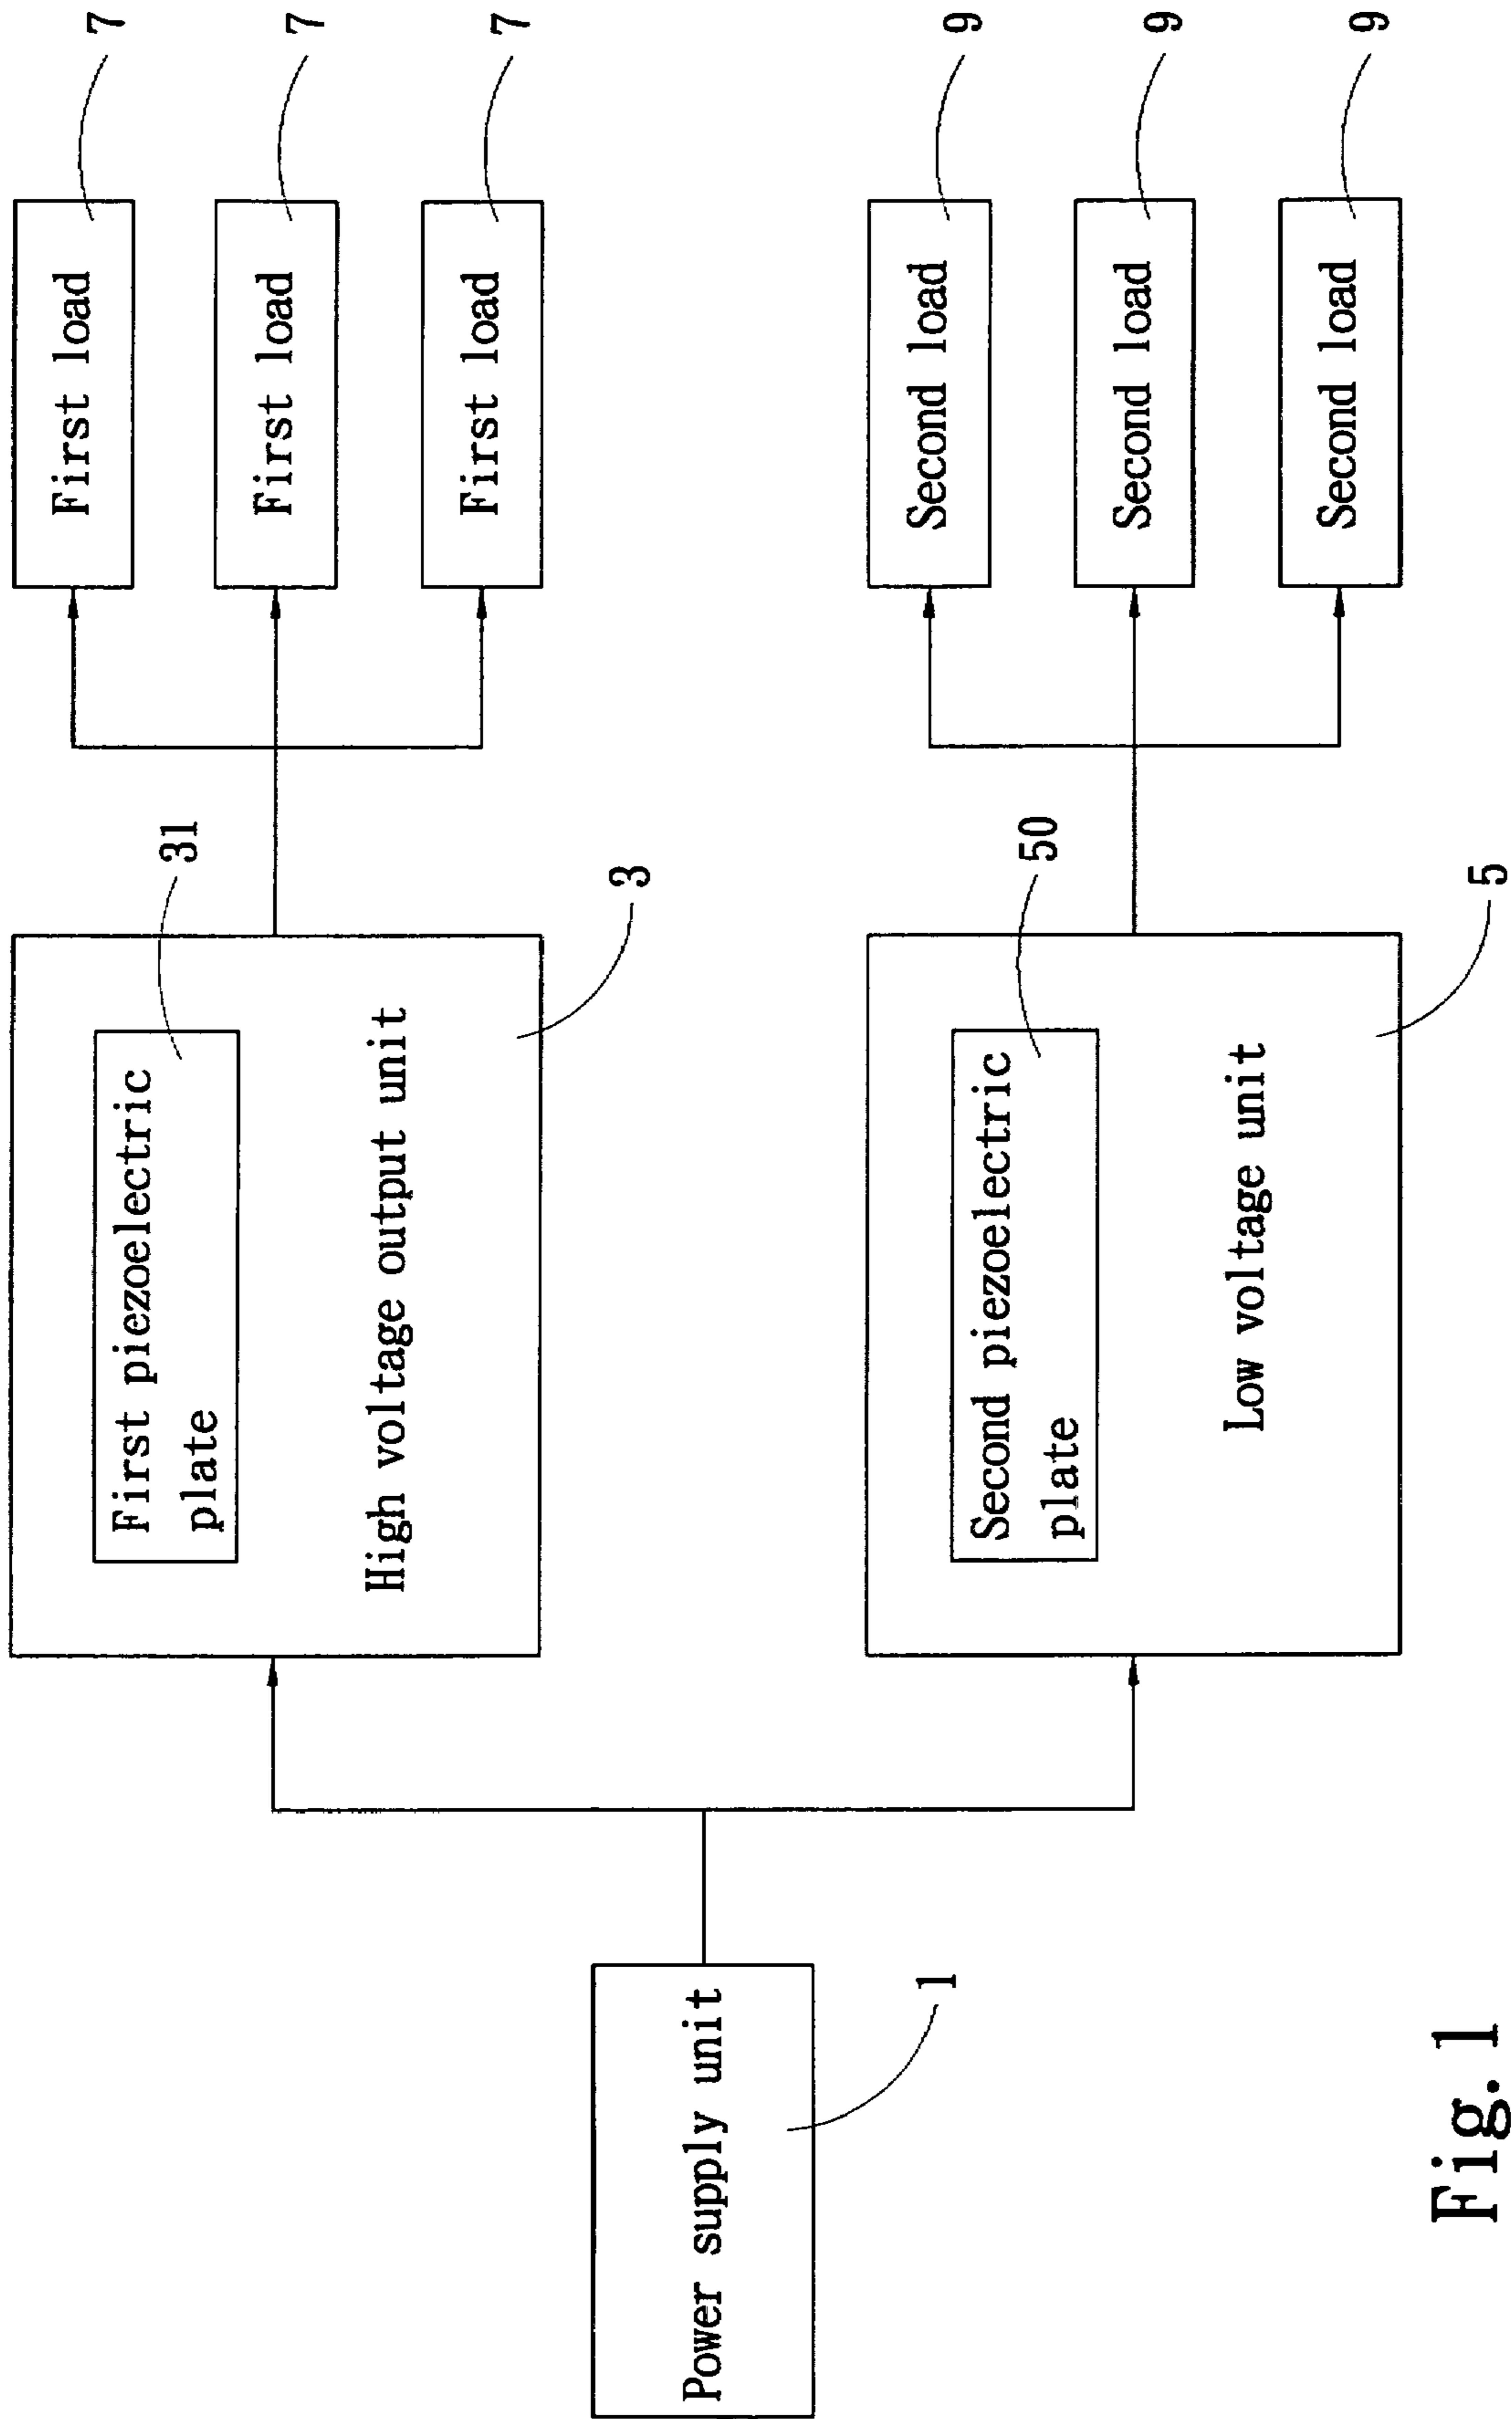 Power supply unit
1
First piezoelectric
plate
31
High voltage output unit
3
First load
7
First load
7
First load
7
Second piezoelectric
plate
50
Low voltage unit
5
Second load
9
Second load
9
Second load
9
Fig. 1